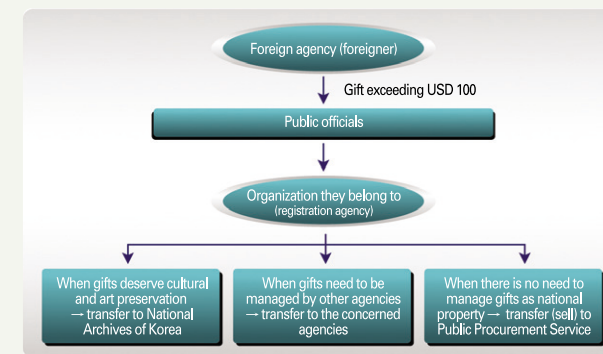 Foreign agency (foreigner)
Gift exceeding USD 100
Public officials
Organization they belong to
(registration agency)
When gifts deserve cultural
and art preservation
→ transfer to National
Archives of Korea
When gifts need to be
managed by other agencies
→ transfer to the concerned
agencies
When there is no need to
manage gifts as national
property → transfer (sell) to
Public Procurement Service